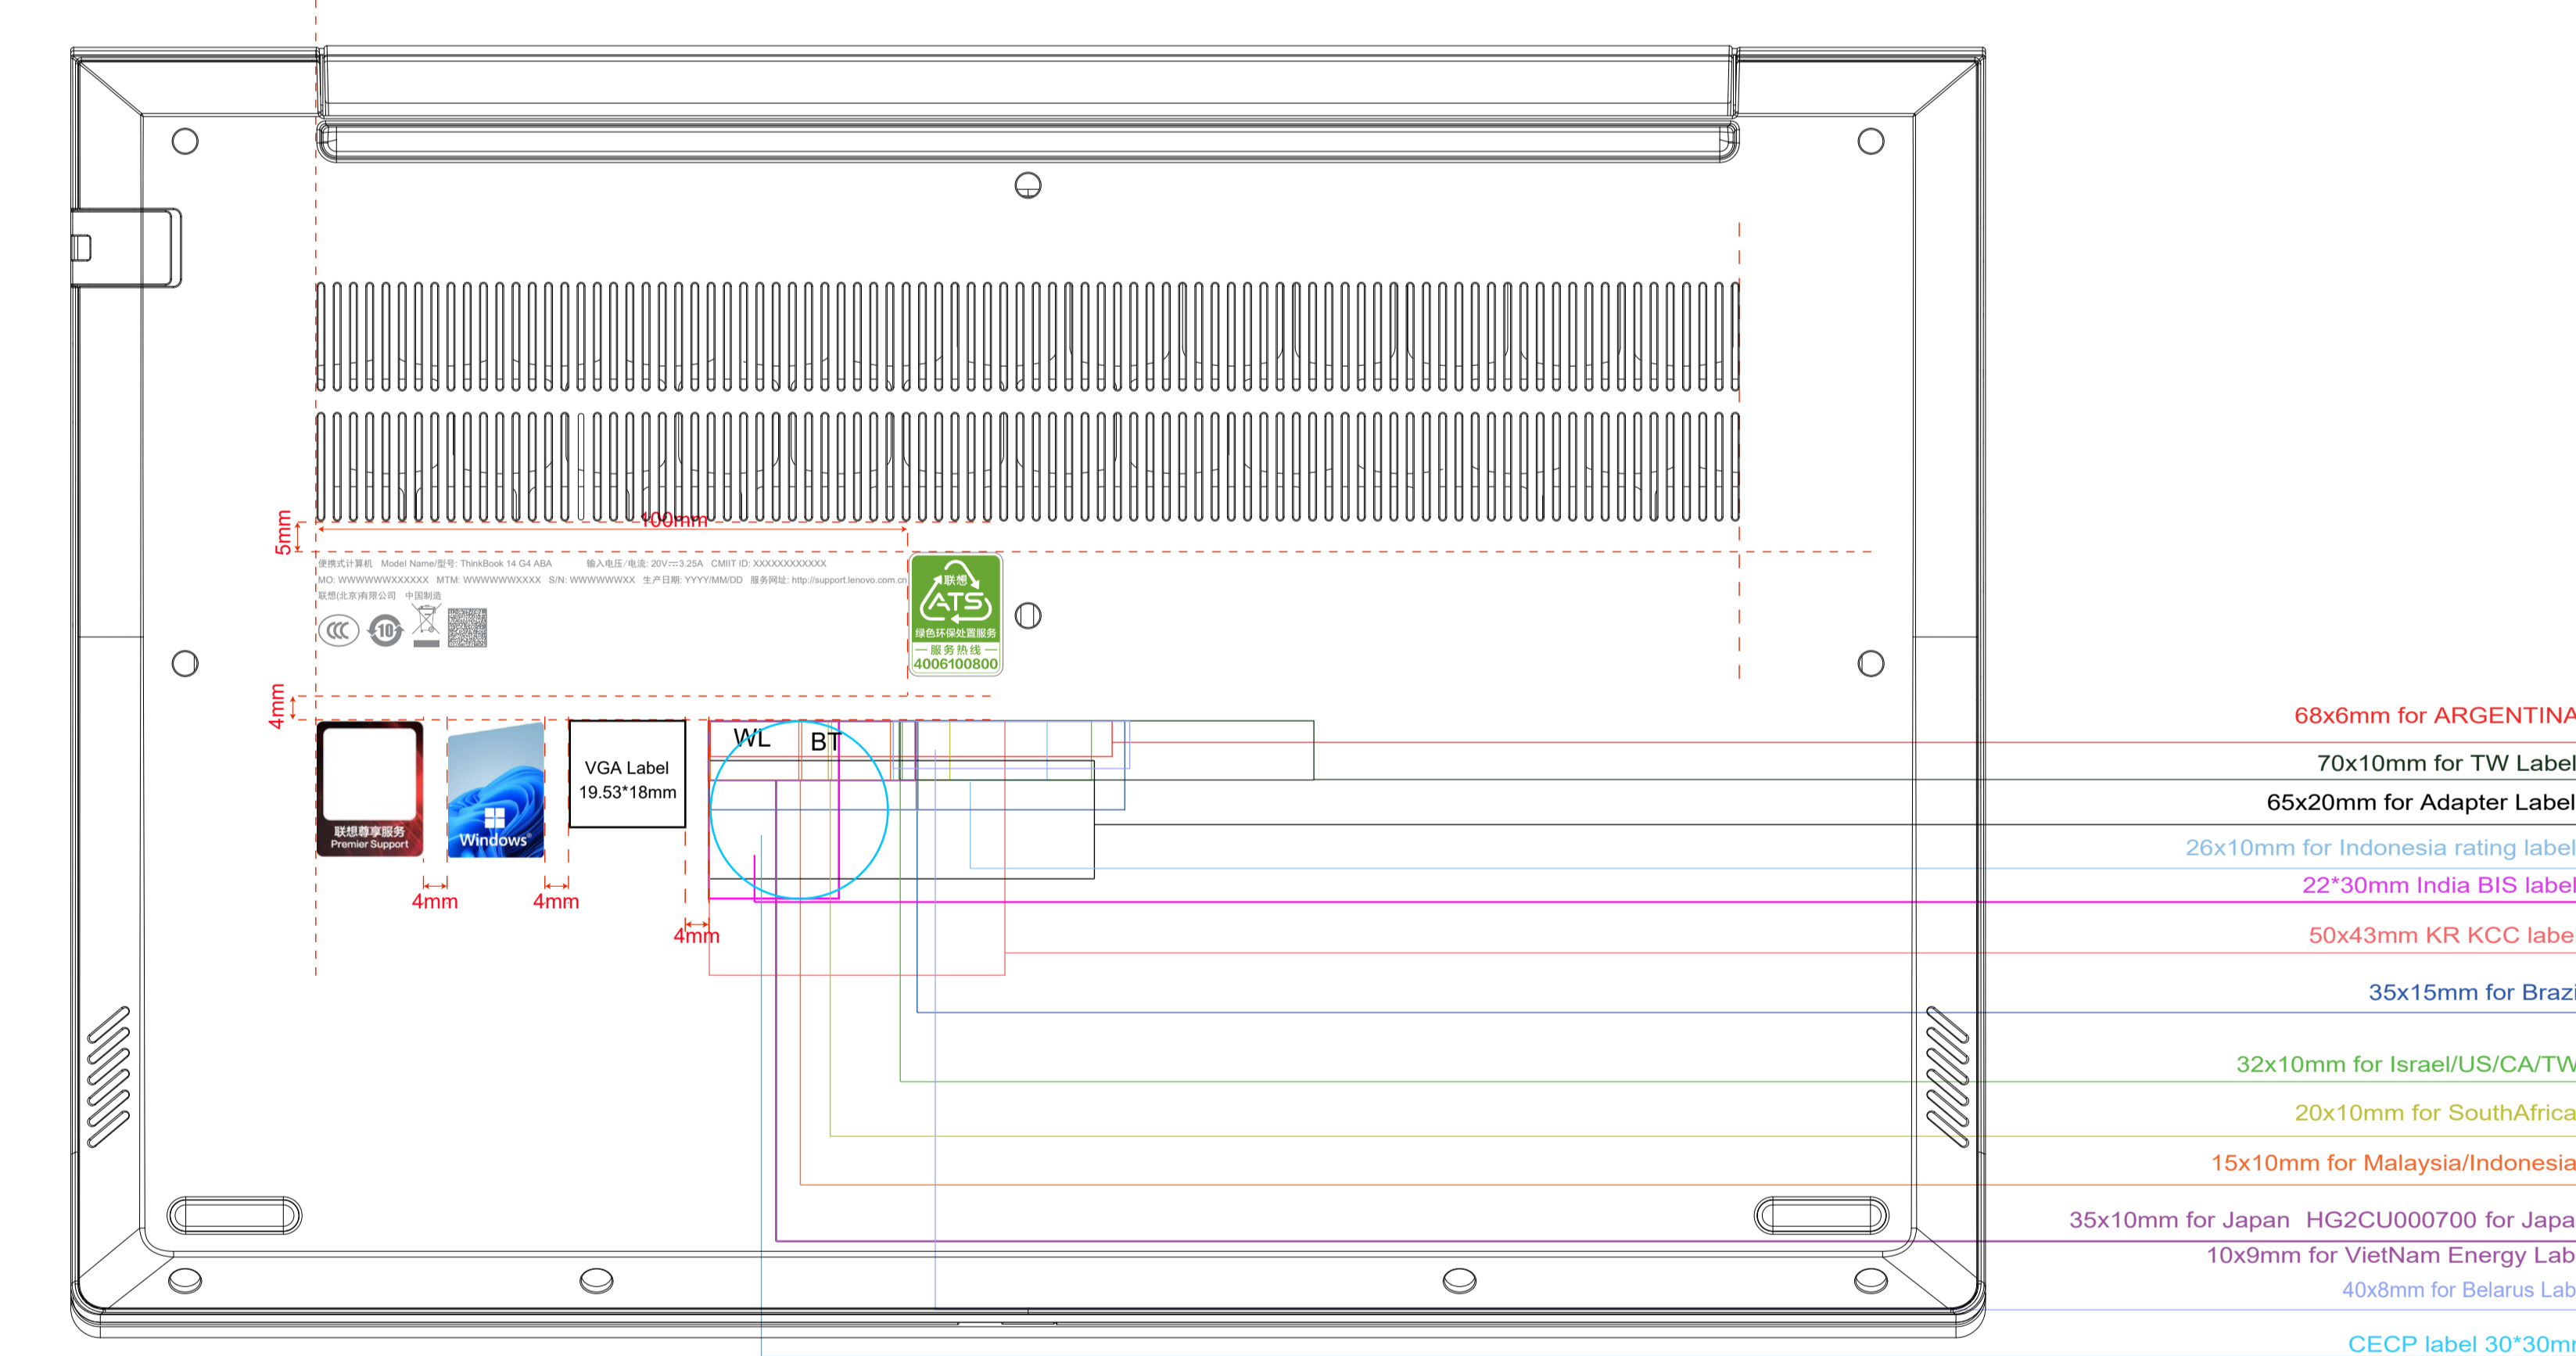 100mm
5mm
便携式计算机 Model Name/型号: ThinkBook 14 G4 ABA 输入电压/电流: 20V⎓3.25A CMIIT ID: XXXXXXXXXXXX
MO: WWWWWWXXXXXX MTM: WWWWWWXXXX S/N: WWWWWWXX 生产日期: YYYY/MM/DD 服务网址: http://support.lenovo.com.cn
联想(北京)有限公司 中国制造
CCC
10
联想
ATS
绿色环保处置服务
服务热线
4006100800
4mm
联想尊享服务
Premier Support
Windows
VGA Label
19.53*18mm
WL
BT
4mm
4mm
4mm
68x6mm for ARGENTINA
70x10mm for TW Label
65x20mm for Adapter Label
26x10mm for Indonesia rating label
22*30mm India BIS label
50x43mm KR KCC labe
35x15mm for Brazi
32x10mm for Israel/US/CA/TW
20x10mm for SouthAfrica
15x10mm for Malaysia/Indonesia
35x10mm for Japan HG2CU000700 for Japa
10x9mm for VietNam Energy Lab
40x8mm for Belarus Lab
CECP label 30*30mm